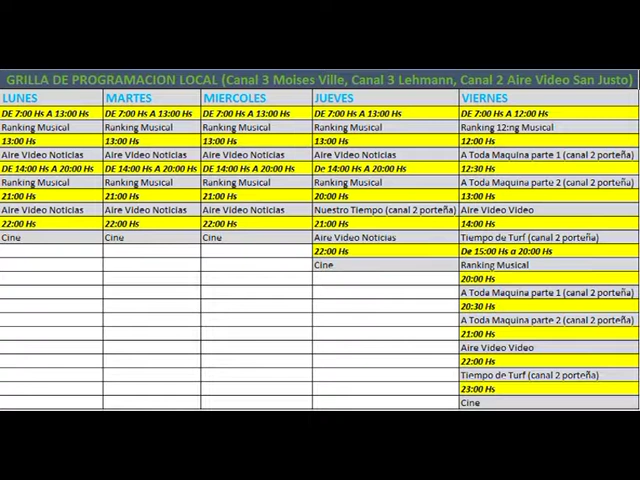 GRILLA DE PROGRAMACION LOCAL (Canal 3 Moises Ville, Canal 3 Lehmann, Canal 2 Aire Video San Justo)
LUNES MARTES MIERCOLES JUEVES VIERNES
DE 7:00 Hs A 13:00 Hs DE 7:00 Hs A 13:00 Hs DE 7:00 Hs A 13:00 Hs DE 7:00 Hs A 13:00 Hs DE 7:00 Hs A 12:00 Hs
Ranking Musical Ranking Musical Ranking Musical Ranking Musical Ranking 12:ng Musical
13:00 Hs 13:00 Hs 13:00 Hs 13:00 Hs 12:00 Hs
Aire Video Noticias Aire Video Noticias Aire Video Noticias Aire Video Noticias A Toda Maquina parte 1 (canal 2 porteña)
DE 14:00 Hs A 20:00 Hs DE 14:00 Hs A 20:00 Hs DE 14:00 Hs A 20:00 Hs DE 14:00 Hs A 20:00 12:30 Hs
Ranking Musical Ranking Musical Ranking Musical Ranking Musical A Toda Maquina parte 2 (canal 2 porteña)
21:00 Hs 21:00 Hs 21:00 Hs 20:00 Hs 13:00 Hs
Aire Video Noticias Aire Video Noticias Aire Video Noticias Nuestro Tiempo (canal 2 porteña) Aire Video Video
22:00 Hs 22:00 Hs 22:00 Hs 21:00 Hs 14:00 Hs
Cine Cine Cine Aire Video Noticias Tiempo de Turf (canal 2 porteña)
22:00 Hs De 15:00 Hs a 20:00 Hs
Cine Ranking Musical
20:00 Hs
A Toda Maquina parte 1 (canal 2 porteña)
20:30 Hs
A Toda Maquina parte 2 (canal 2 porteña)
21:00 Hs
Aire Video Video
22:00 Hs
Tiempo de Turf (canal 2 porteña)
23:00 Hs
Cine